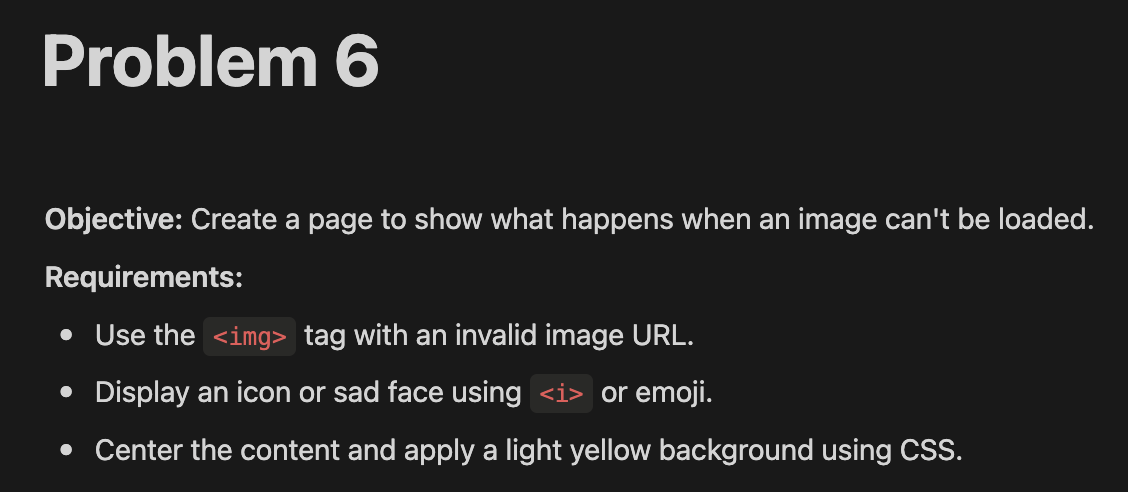 Problem 6
Objective: Create a page to show what happens when an image can't be loaded.
Requirements:
• Use the <img> tag with an invalid image URL.
• Display an icon or sad face using <i> or emoji.
• Center the content and apply a light yellow background using CSS.